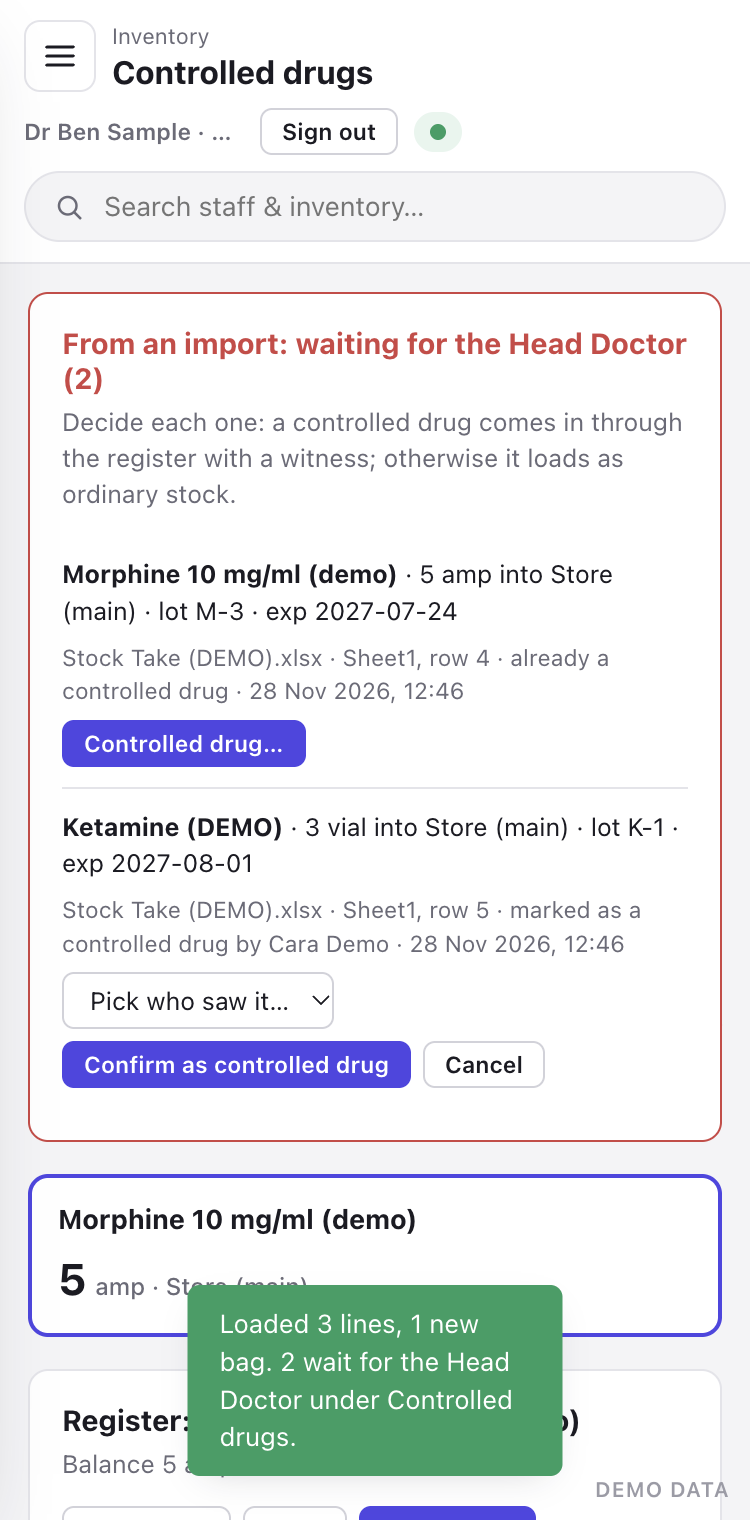 Inventory
Controlled drugs
Dr Ben Sample · ...
Sign out
Search staff & inventory...
From an import: waiting for the Head Doctor
(2)
Decide each one: a controlled drug comes in through
the register with a witness; otherwise it loads as
ordinary stock.
Morphine 10 mg/ml (demo) · 5 amp into Store
(main) · lot M-3 · exp 2027-07-24
Stock Take (DEMO).xlsx · Sheet1, row 4 · already a
controlled drug · 28 Nov 2026, 12:46
Controlled drug...
Ketamine (DEMO) · 3 vial into Store (main) · lot K-1 ·
exp 2027-08-01
Stock Take (DEMO).xlsx · Sheet1, row 5 · marked as a
controlled drug by Cara Demo · 28 Nov 2026, 12:46
Pick who saw it...
Confirm as controlled drug
Cancel
Morphine 10 mg/ml (demo)
5 amp · Store (main)
Loaded 3 lines, 1 new
bag. 2 wait for the Head
Doctor under Controlled
drugs.
Register:
Balance 5
DEMO DATA